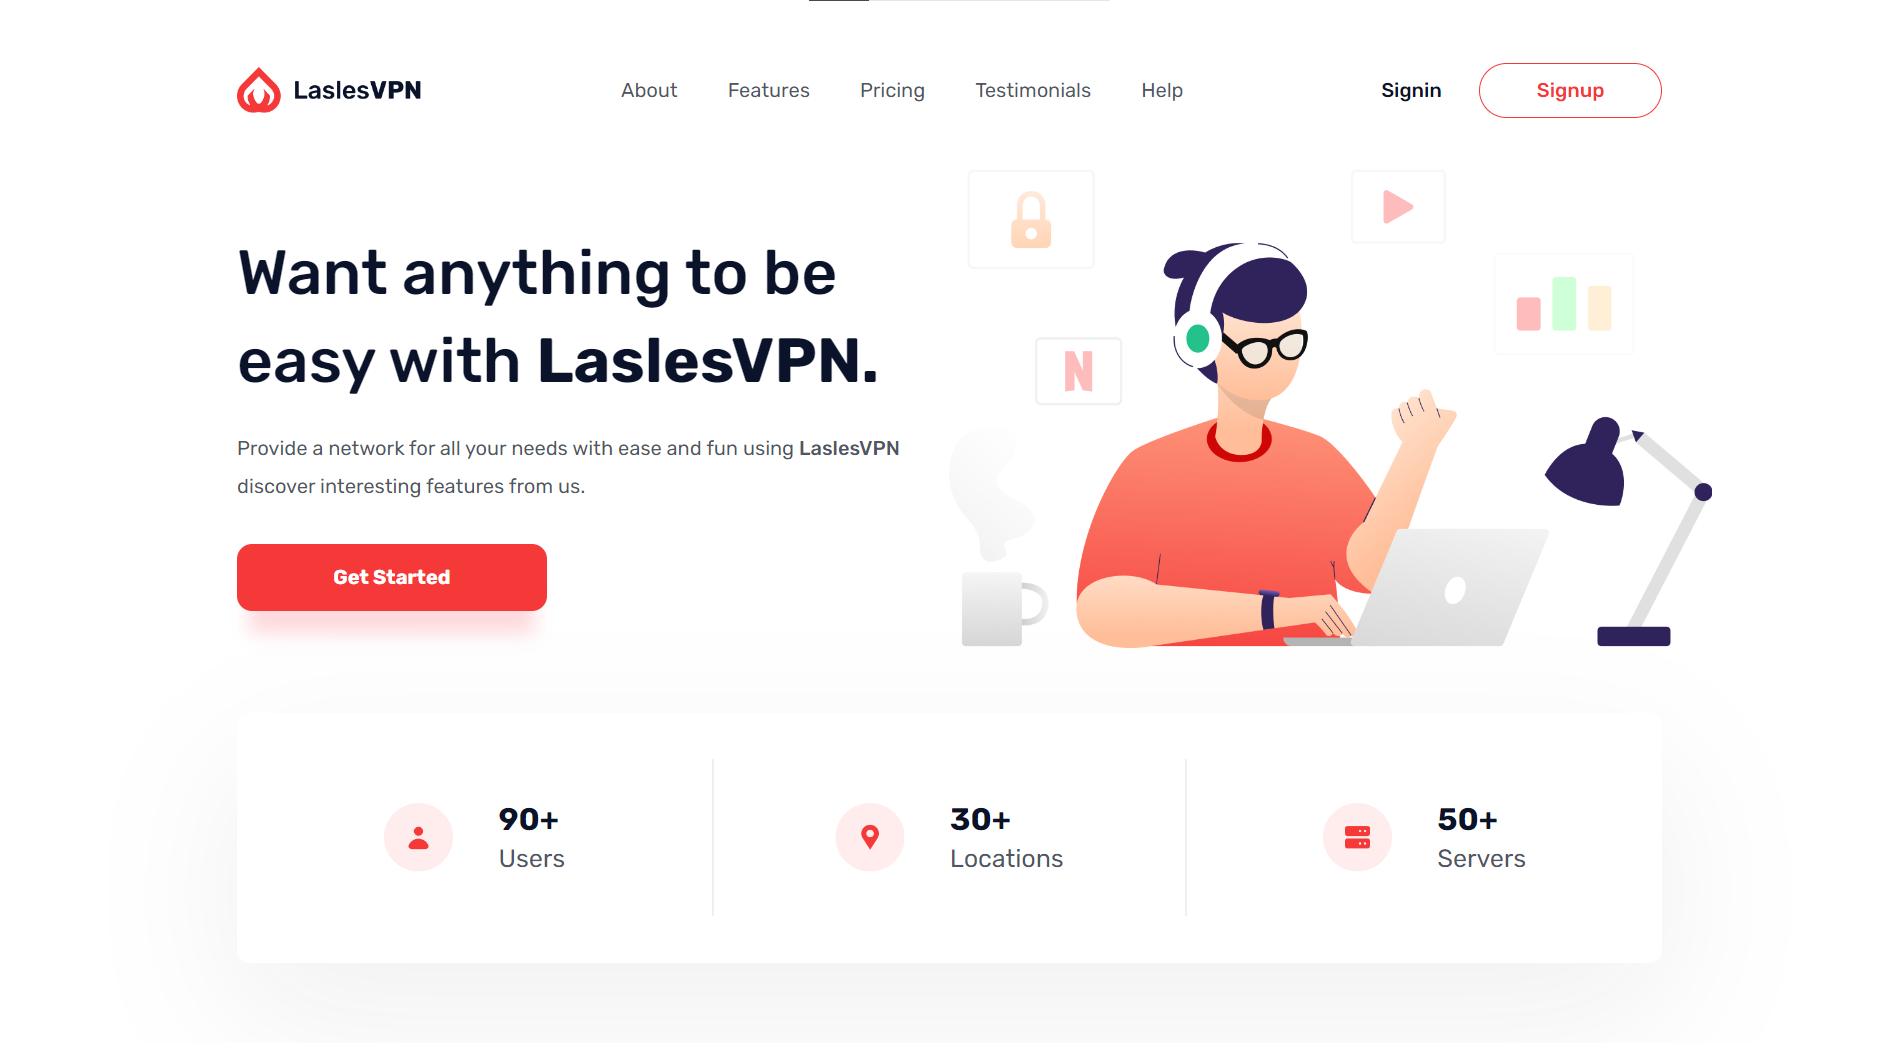 LaslesVPN
About
Features
Pricing
Testimonials
Help
Signin
Signup
Want anything to be
easy with LaslesVPN.
Provide a network for all your needs with ease and fun using LaslesVPN
discover interesting features from us.
Get Started
N
90+
Users
30+
Locations
50+
Servers